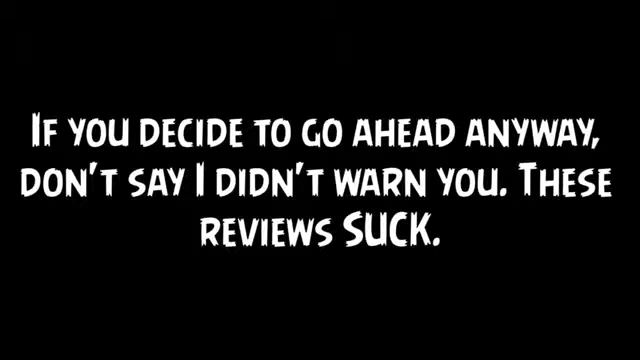 If you decide to go ahead anyway,
don't say I didn't warn you. These
reviews SUCK.